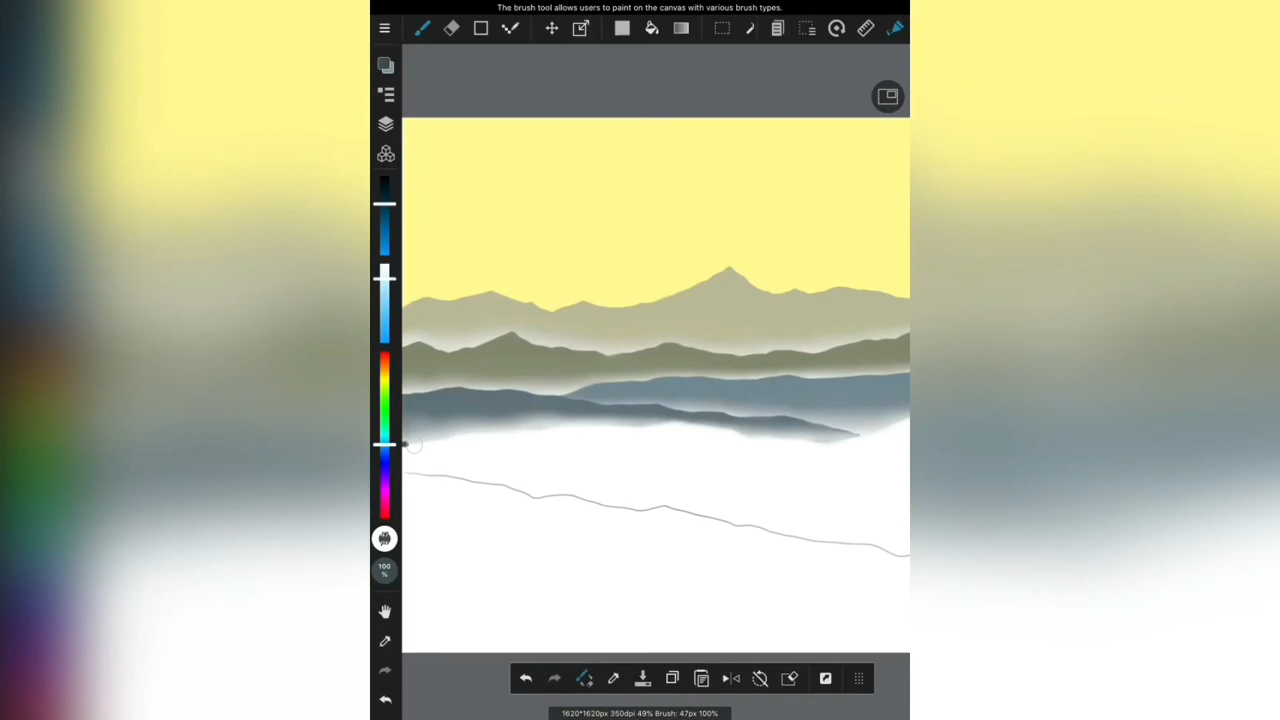 The brush tool allows users to paint on the canvas with various brush types.
100
%
1620*1620px 350dpi 49% Brush: 47px 100%